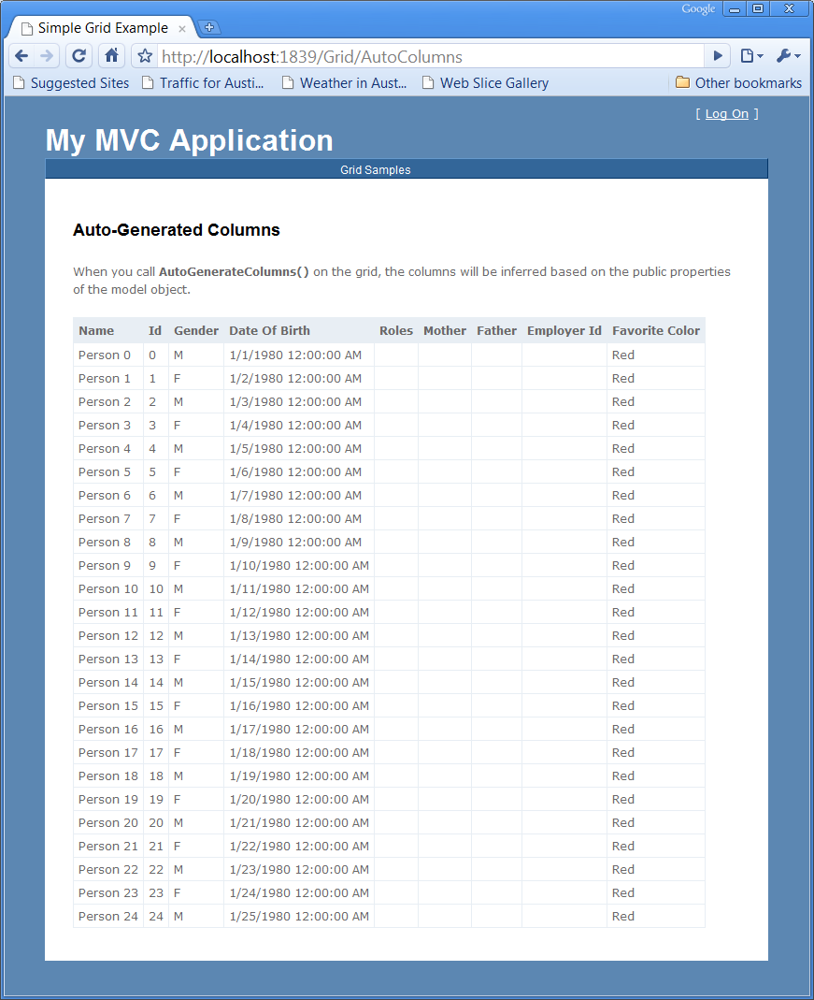 Google
Simple Grid Example
http://localhost:1839/Grid/AutoColumns
Suggested Sites Traffic for Austi... Weather in Aust... Web Slice Gallery Other bookmarks
[ Log On ]
My MVC Application
Grid Samples
Auto-Generated Columns
When you call AutoGenerateColumns() on the grid, the columns will be inferred based on the public properties
of the model object.
Name Id Gender Date Of Birth Roles Mother Father Employer Id Favorite Color
Person 0 0 M 1/1/1980 12:00:00 AM Red
Person 1 1 F 1/2/1980 12:00:00 AM Red
Person 2 2 M 1/3/1980 12:00:00 AM Red
Person 3 3 F 1/4/1980 12:00:00 AM Red
Person 4 4 M 1/5/1980 12:00:00 AM Red
Person 5 5 F 1/6/1980 12:00:00 AM Red
Person 6 6 M 1/7/1980 12:00:00 AM Red
Person 7 7 F 1/8/1980 12:00:00 AM Red
Person 8 8 M 1/9/1980 12:00:00 AM Red
Person 9 9 F 1/10/1980 12:00:00 AM Red
Person 10 10 M 1/11/1980 12:00:00 AM Red
Person 11 11 F 1/12/1980 12:00:00 AM Red
Person 12 12 M 1/13/1980 12:00:00 AM Red
Person 13 13 F 1/14/1980 12:00:00 AM Red
Person 14 14 M 1/15/1980 12:00:00 AM Red
Person 15 15 F 1/16/1980 12:00:00 AM Red
Person 16 16 M 1/17/1980 12:00:00 AM Red
Person 17 17 F 1/18/1980 12:00:00 AM Red
Person 18 18 M 1/19/1980 12:00:00 AM Red
Person 19 19 F 1/20/1980 12:00:00 AM Red
Person 20 20 M 1/21/1980 12:00:00 AM Red
Person 21 21 F 1/22/1980 12:00:00 AM Red
Person 22 22 M 1/23/1980 12:00:00 AM Red
Person 23 23 F 1/24/1980 12:00:00 AM Red
Person 24 24 M 1/25/1980 12:00:00 AM Red